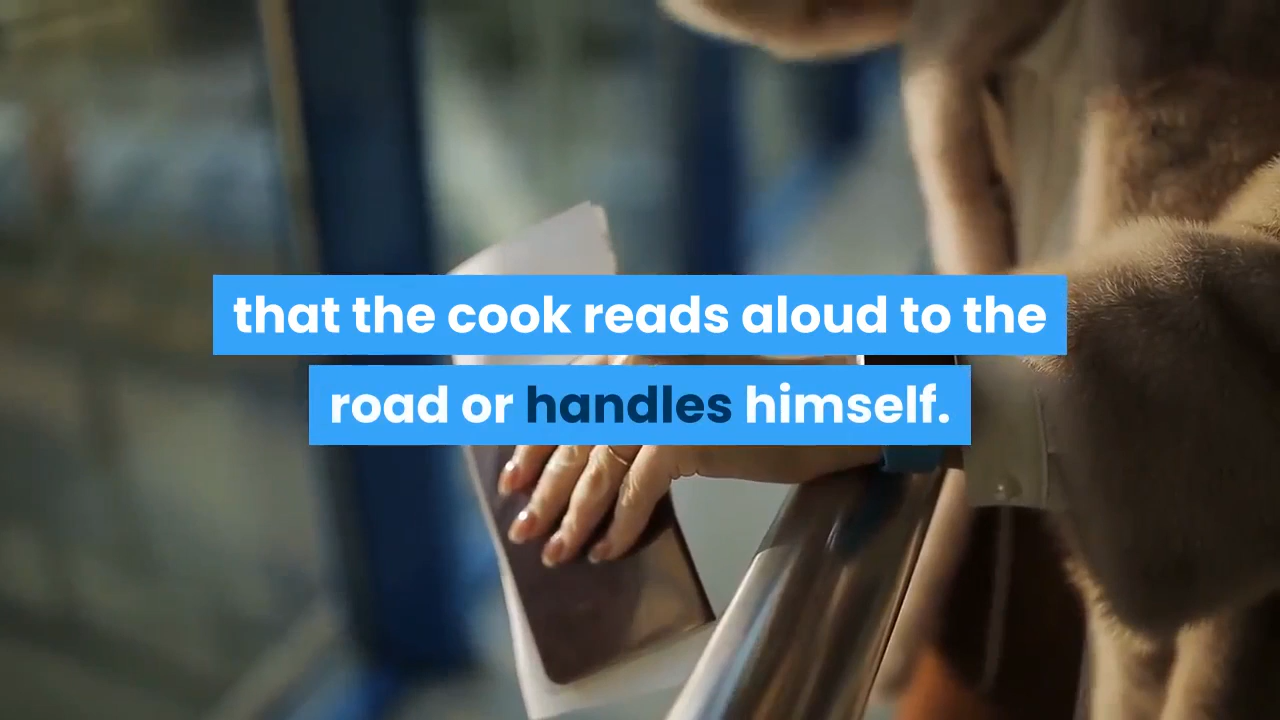 that the cook reads aloud to the
road or handles himself.